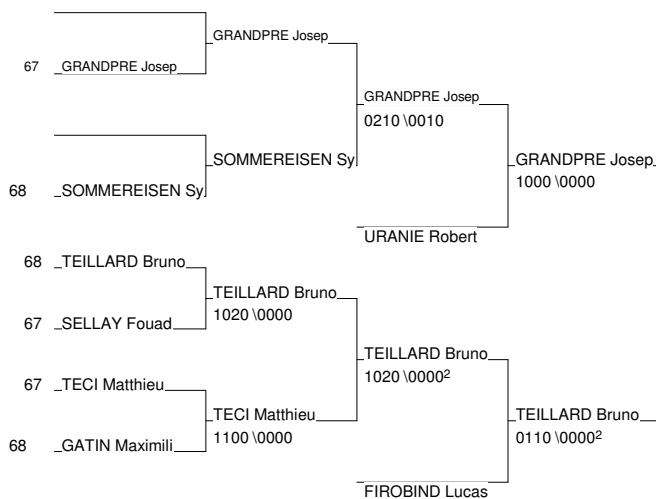 GRANDPRE Josep
67 GRANDPRE Josep
GRANDPRE Josep
0210 \0010
SOMMEREISEN Sy
GRANDPRE Josep
1000 \0000
68 SOMMEREISEN Sy
URANIE Robert
68 TEILLARD Bruno
TEILLARD Bruno
1020 \0000
67 SELLAY Fouad
TEILLARD Bruno
1020 \0000²
67 TECI Matthieu
TECI Matthieu
1100 \0000
TEILLARD Bruno
0110 \0000²
68 GATIN Maximili
FIROBIND Lucas